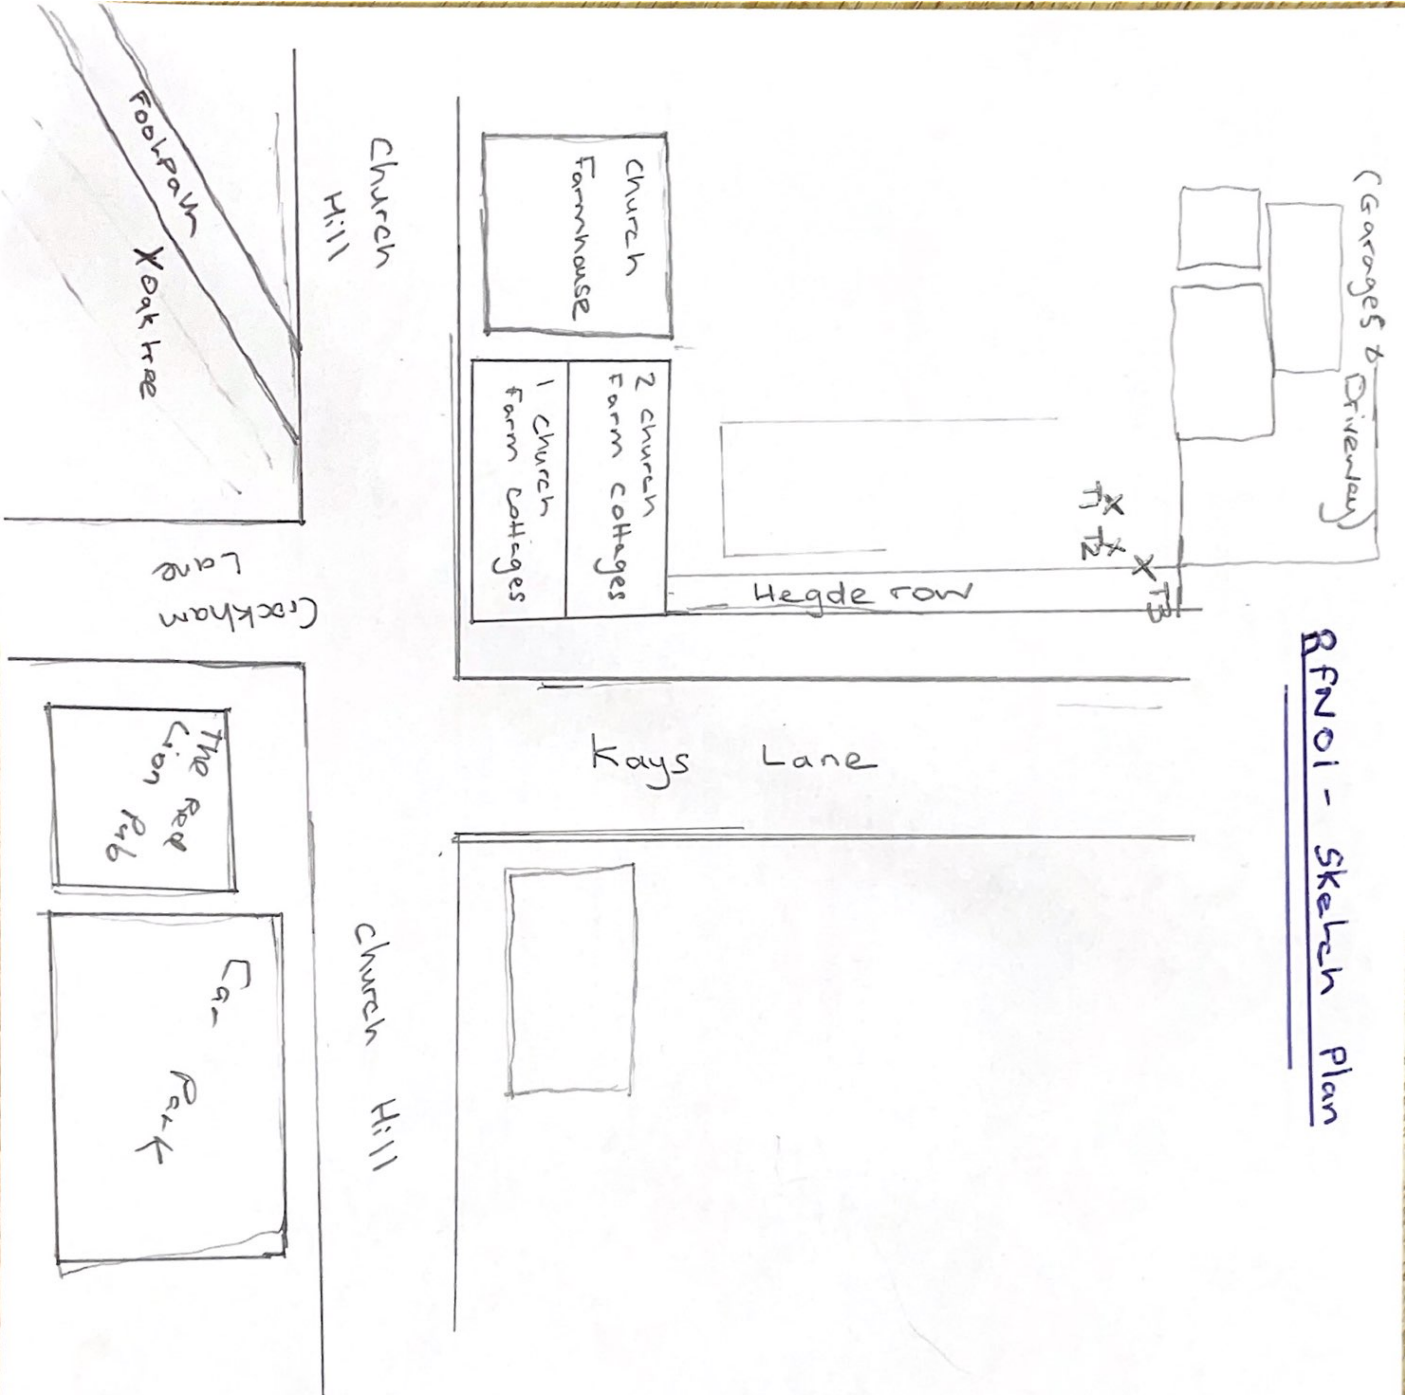 RfN01 - Sketch Plan
(Garages &
Driveway)
Church
Farmhouse
2 church
Farm cottages
1 church
Farm cottages
T1
T2
T3
Hegde row
Church
Hill
Footpath
Oak tree
Crockham
Lane
Kays Lane
The Red
Lion
Pub
Car
Park
Church Hill